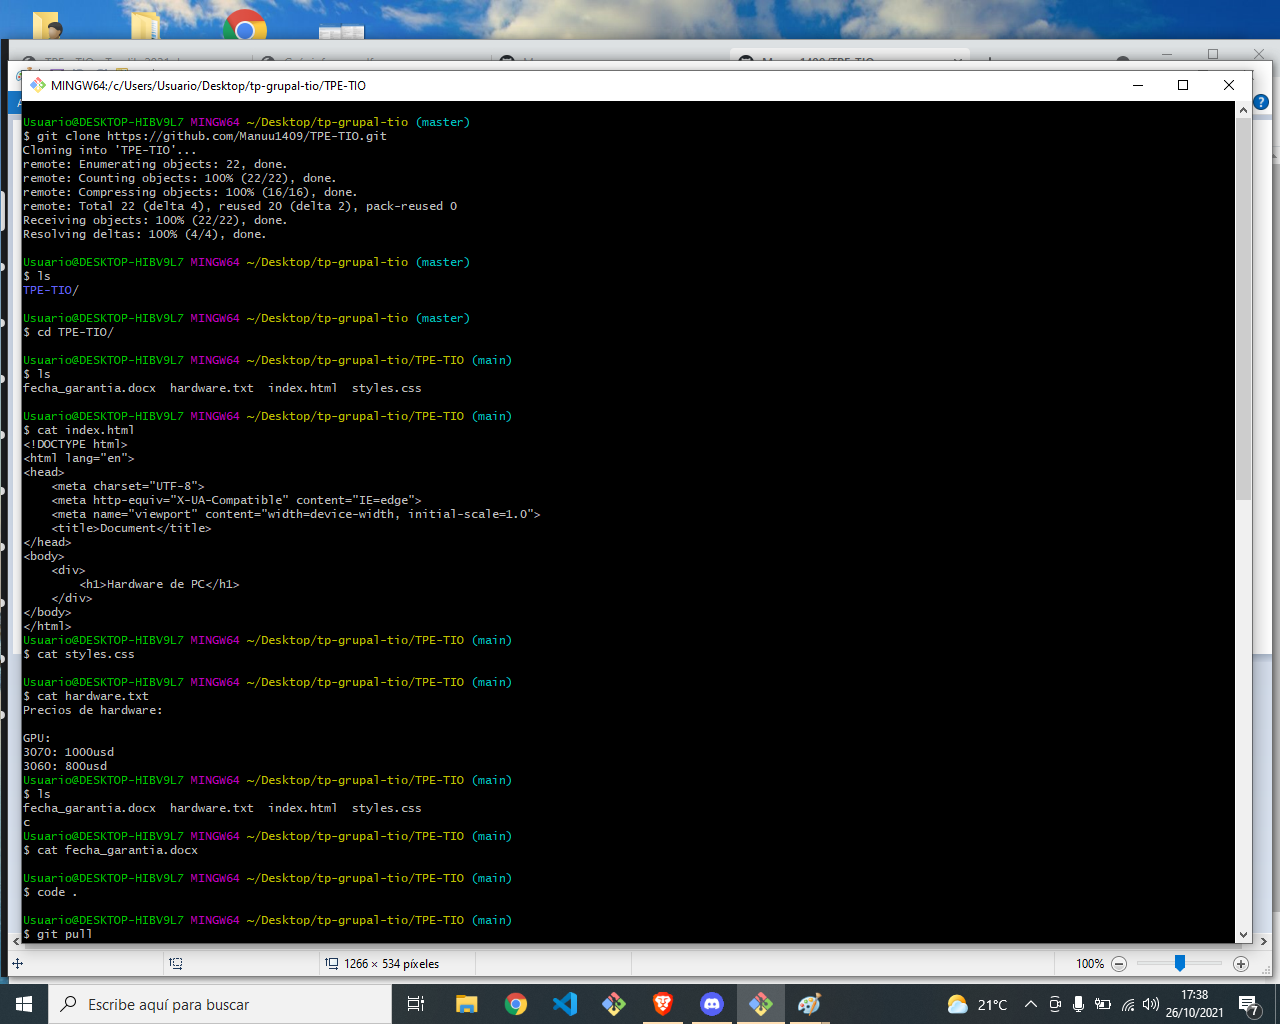 MINGW64:/c/Users/Usuario/Desktop/tp-grupal-tio/TPE-TIO
Usuario@DESKTOP-HIBV9L7 MINGW64 ~/Desktop/tp-grupal-tio (master)
$ git clone https://github.com/Manuu1409/TPE-TIO.git
Cloning into 'TPE-TIO'...
remote: Enumerating objects: 22, done.
remote: Counting objects: 100% (22/22), done.
remote: Compressing objects: 100% (16/16), done.
remote: Total 22 (delta 4), reused 20 (delta 2), pack-reused 0
Receiving objects: 100% (22/22), done.
Resolving deltas: 100% (4/4), done.
Usuario@DESKTOP-HIBV9L7 MINGW64 ~/Desktop/tp-grupal-tio (master)
$ ls
TPE-TIO/
Usuario@DESKTOP-HIBV9L7 MINGW64 ~/Desktop/tp-grupal-tio (master)
$ cd TPE-TIO/
Usuario@DESKTOP-HIBV9L7 MINGW64 ~/Desktop/tp-grupal-tio/TPE-TIO (main)
$ ls
fecha_garantia.docx  hardware.txt  index.html  styles.css
Usuario@DESKTOP-HIBV9L7 MINGW64 ~/Desktop/tp-grupal-tio/TPE-TIO (main)
$ cat index.html
<!DOCTYPE html>
<html lang="en">
<head>
    <meta charset="UTF-8">
    <meta http-equiv="X-UA-Compatible" content="IE=edge">
    <meta name="viewport" content="width=device-width, initial-scale=1.0">
    <title>Document</title>
</head>
<body>
    <div>
        <h1>Hardware de PC</h1>
    </div>
</body>
</html>
Usuario@DESKTOP-HIBV9L7 MINGW64 ~/Desktop/tp-grupal-tio/TPE-TIO (main)
$ cat styles.css
Usuario@DESKTOP-HIBV9L7 MINGW64 ~/Desktop/tp-grupal-tio/TPE-TIO (main)
$ cat hardware.txt
Precios de hardware:
GPU:
3070: 1000usd
3060: 800usd
Usuario@DESKTOP-HIBV9L7 MINGW64 ~/Desktop/tp-grupal-tio/TPE-TIO (main)
$ ls
fecha_garantia.docx  hardware.txt  index.html  styles.css
c
Usuario@DESKTOP-HIBV9L7 MINGW64 ~/Desktop/tp-grupal-tio/TPE-TIO (main)
$ cat fecha_garantia.docx
Usuario@DESKTOP-HIBV9L7 MINGW64 ~/Desktop/tp-grupal-tio/TPE-TIO (main)
$ code .
Usuario@DESKTOP-HIBV9L7 MINGW64 ~/Desktop/tp-grupal-tio/TPE-TIO (main)
$ git pull
1266 × 534 píxeles
100%
Escribe aquí para buscar
21°C
17:38
26/10/2021
7